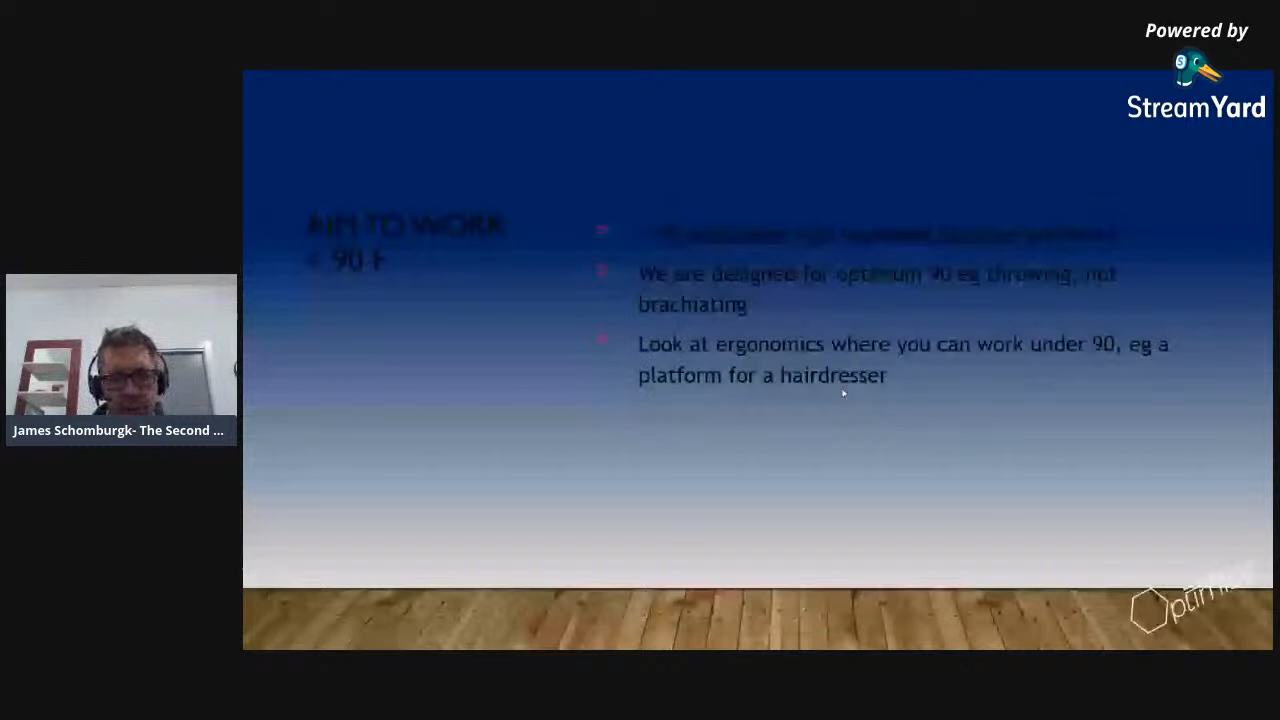 Powered by
StreamYard
AIM TO WORK
< 90 F
We are designed for optimum 90 eg throwing, not
brachiating
Look at ergonomics where you can work under 90, eg a
platform for a hairdresser
James Schomburgk- The Second ...